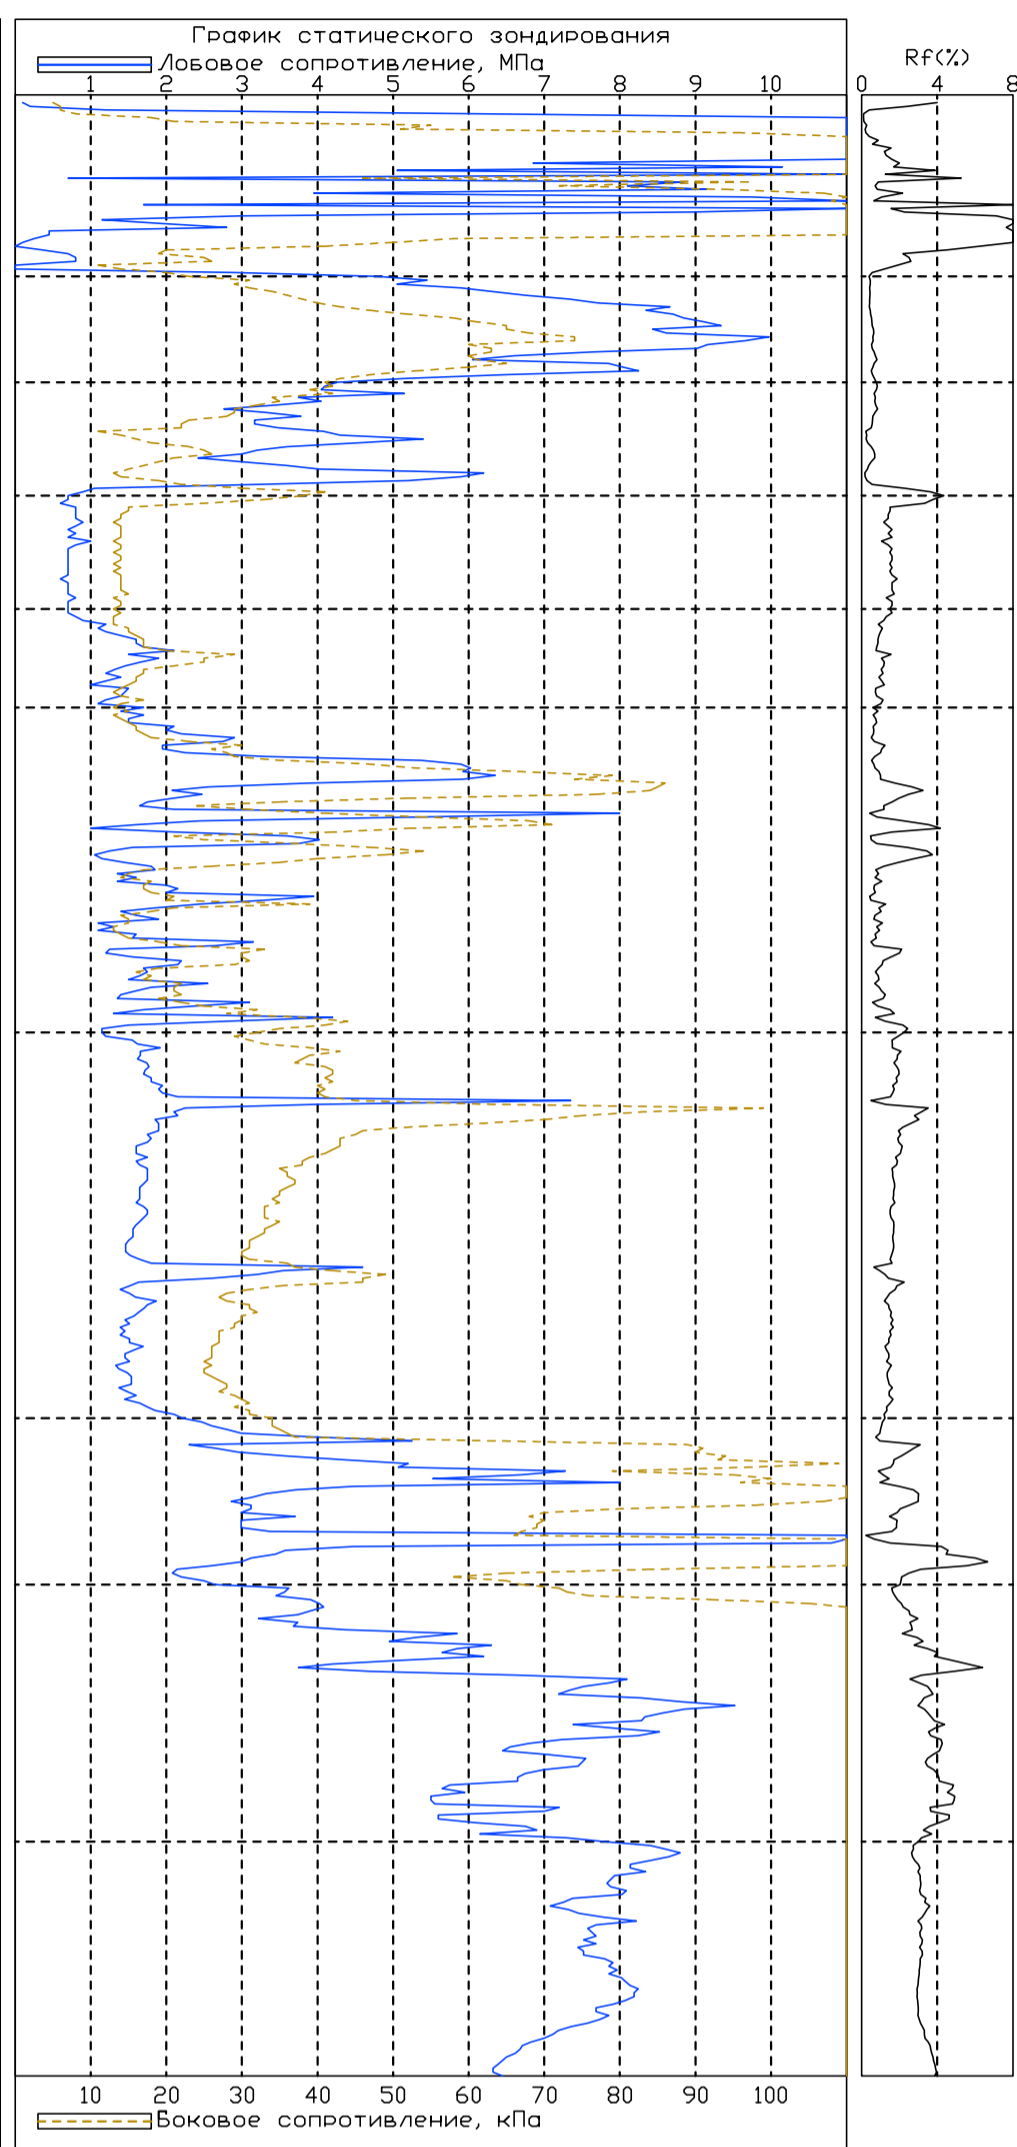 График статического зондирования
Лобовое сопротивление, МПа
Rf(%)
1 2 3 4 5 6 7 8 9 10
0 4 8
10 20 30 40 50 60 70 80 90 100
Боковое сопротивление, кПа